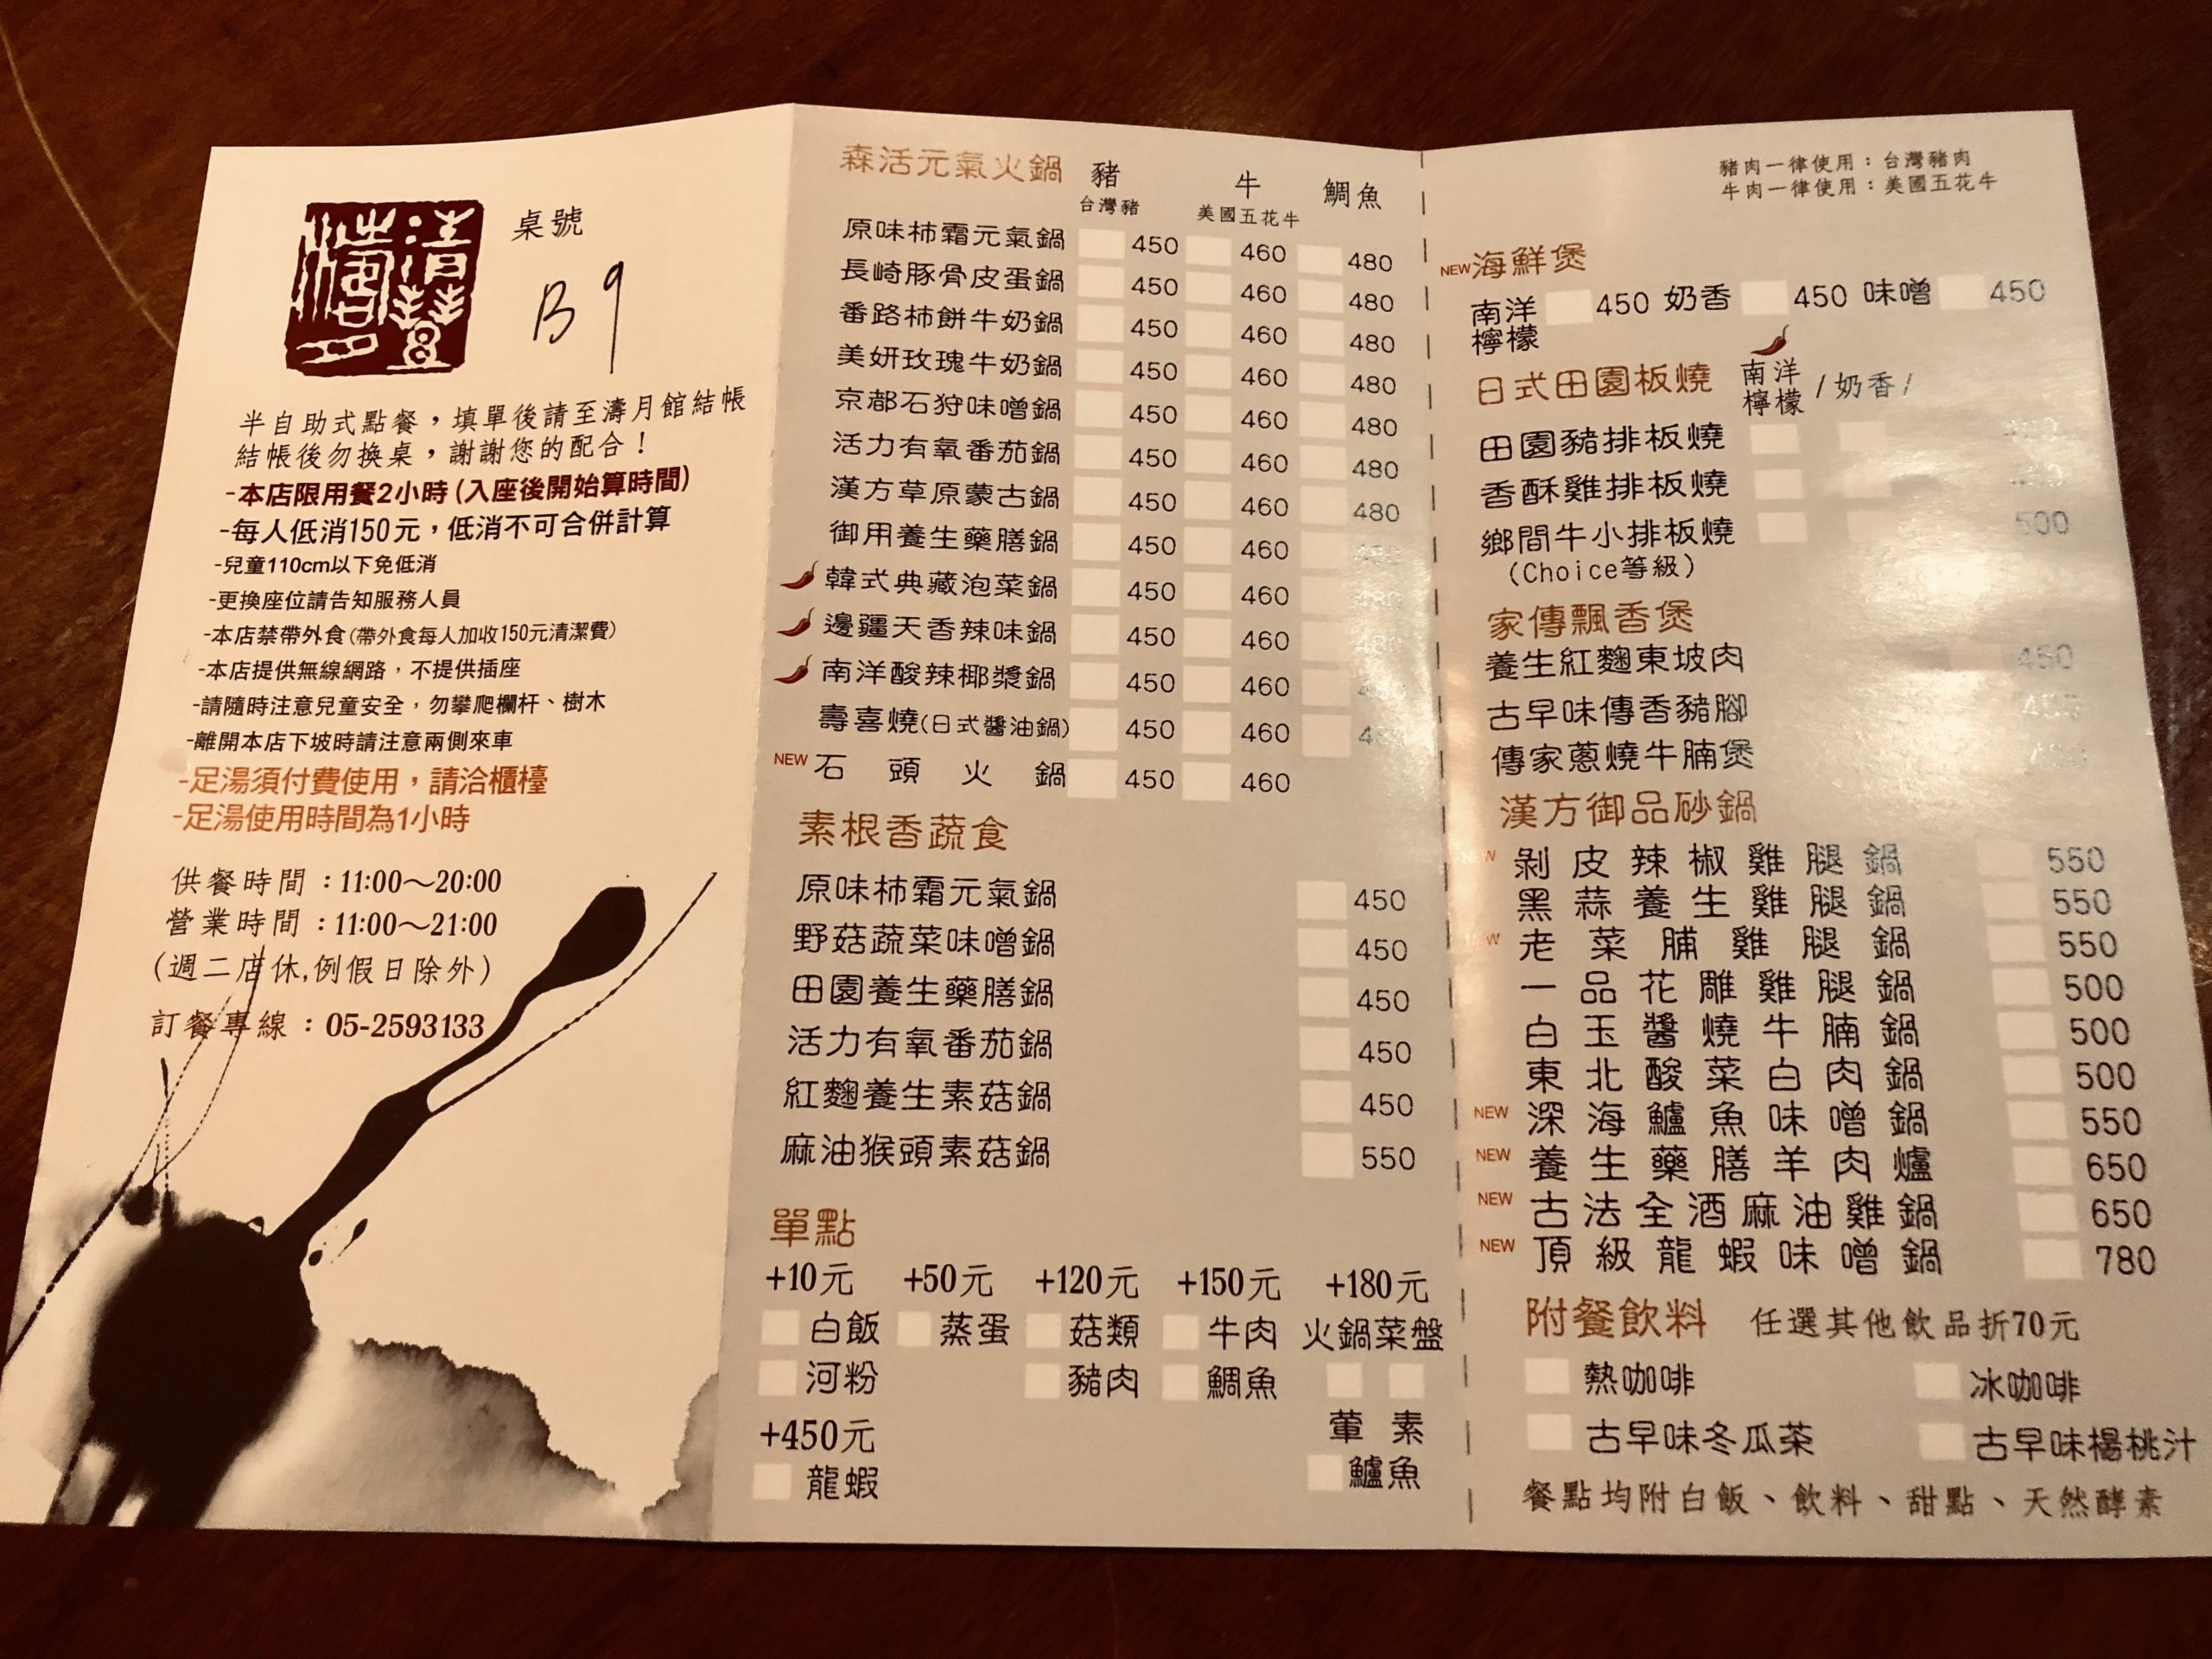 桌號
B9
半自助式點餐，填單後請至濤月館結帳
結帳後勿換桌，謝謝您的配合！
-本店限用餐2小時(入座後開始算時間)
-每人低消150元，低消不可合併計算
-兒童110cm以下免低消
-更換座位請告知服務人員
-本店禁帶外食(帶外食每人加收150元清潔費)
-本店提供無線網路，不提供插座
-請隨時注意兒童安全，勿攀爬欄杆、樹木
-離開本店下坡時請注意兩側來車
-足湯須付費使用，請洽櫃檯
-足湯使用時間為1小時
供餐時間：11:00～20:00
營業時間：11:00～21:00
(週二店休,例假日除外)
訂餐專線：05-2593133
森活元氣火鍋 豬 牛 鯛魚
台灣豬 美國五花牛
原味柿霜元氣鍋 450 460 480
長崎豚骨皮蛋鍋 450 460 480
番路柿餅牛奶鍋 450 460 480
美妍玫瑰牛奶鍋 450 460 480
京都石狩味噌鍋 450 460 480
活力有氧番茄鍋 450 460 480
漢方草原蒙古鍋 450 460 480
御用養生藥膳鍋 450 460 480
韓式典藏泡菜鍋 450 460 480
邊疆天香辣味鍋 450 460 480
南洋酸辣椰漿鍋 450 460
壽喜燒(日式醬油鍋) 450 460
NEW 石頭火鍋 450 460
素根香蔬食
原味柿霜元氣鍋 450
野菇蔬菜味噌鍋 450
田園養生藥膳鍋 450
活力有氧番茄鍋 450
紅麴養生素菇鍋 450
麻油猴頭素菇鍋 550
單點
+10元 +50元 +120元 +150元 +180元
白飯 蒸蛋 菇類 牛肉 火鍋菜盤
河粉 豬肉 鯛魚
+450元 葷 素
龍蝦 鱸魚
豬肉一律使用：台灣豬肉
牛肉一律使用：美國五花牛
NEW 海鮮煲
南洋檸檬 450 奶香 450 味噌 450
日式田園板燒 南洋檸檬 / 奶香 /
田園豬排板燒
香酥雞排板燒
鄉間牛小排板燒 500
(Choice等級)
家傳飄香煲
養生紅麴東坡肉 450
古早味傳香豬腳
傳家蔥燒牛腩煲
漢方御品砂鍋
NEW 剝皮辣椒雞腿鍋 550
黑蒜養生雞腿鍋 550
NEW 老菜脯雞腿鍋 550
一品花雕雞腿鍋 500
白玉醬燒牛腩鍋 500
東北酸菜白肉鍋 500
NEW 深海鱸魚味噌鍋 550
NEW 養生藥膳羊肉爐 650
NEW 古法全酒麻油雞鍋 650
NEW 頂級龍蝦味噌鍋 780
附餐飲料 任選其他飲品折70元
熱咖啡 冰咖啡
古早味冬瓜茶 古早味楊桃汁
餐點均附白飯、飲料、甜點、天然酵素